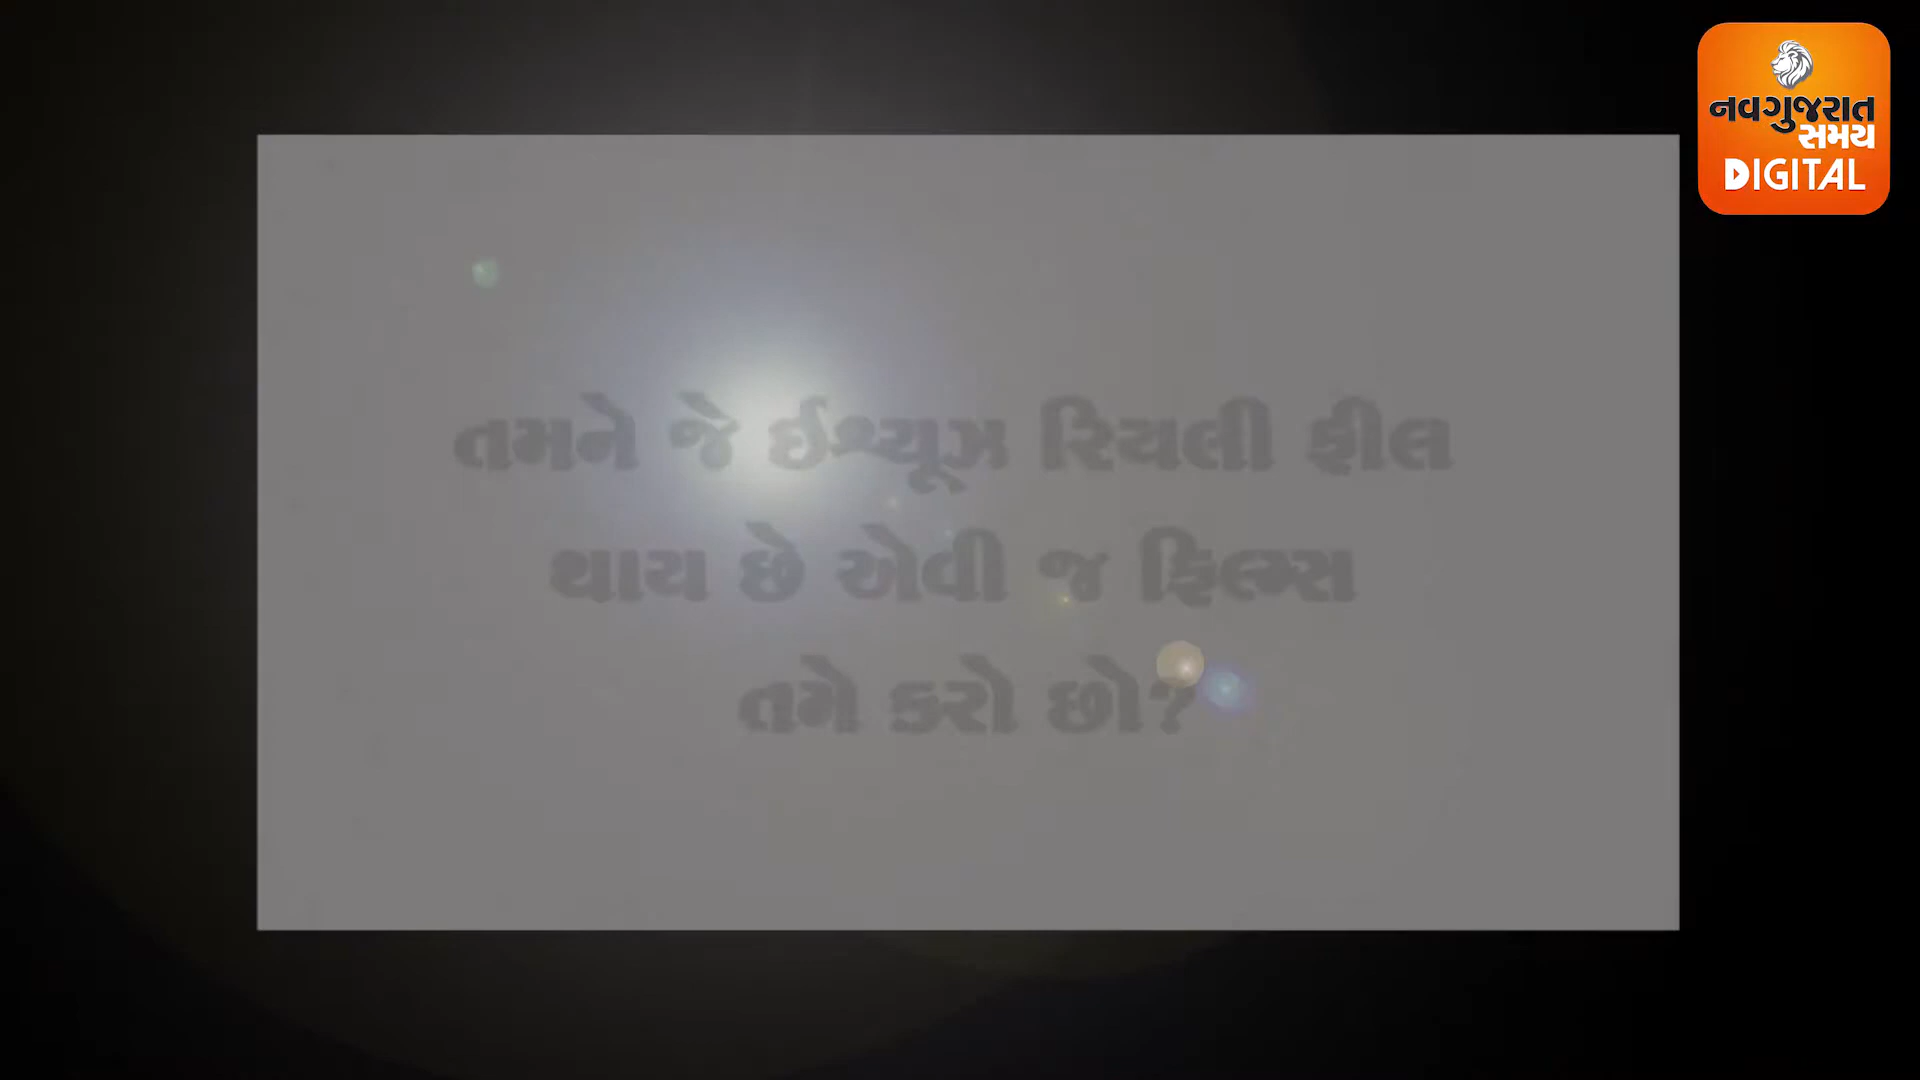 નવગુજરાત
સમય
DIGITAL
તમને જે ઈશ્યૂઝ રિયલી ફીલ
થાય છે એવી જ ફિલ્મ્સ
તમે કરો છો?